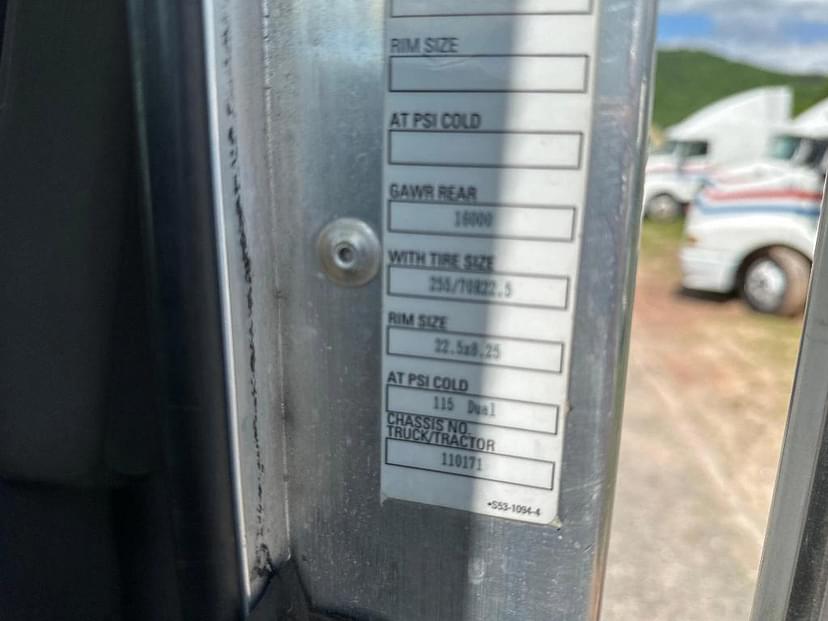 RIM SIZE
AT PSI COLD
GAWR REAR
16000
WITH TIRE SIZE
255/70R22.5
RIM SIZE
22.5x8.25
AT PSI COLD
115 Dual
CHASSIS NO.
TRUCK/TRACTOR
110171
•S53-1094-4